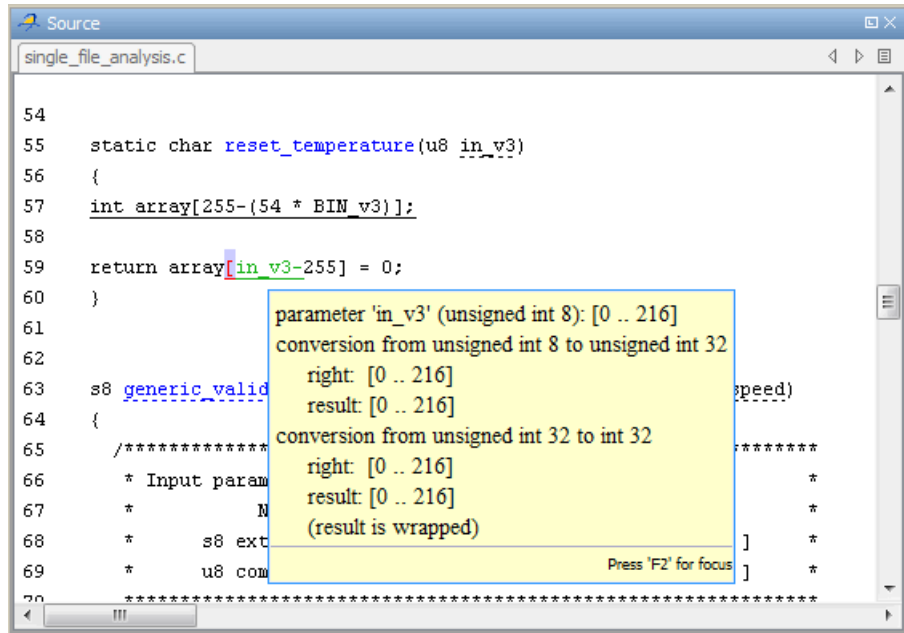 Source
single_file_analysis.c
54
55 static char reset_temperature(u8 in_v3)
56 {
57 int array[255-(54 * BIN_v3)];
58
59 return array[in_v3-255] = 0;
60 }
parameter 'in_v3' (unsigned int 8): [0 .. 216]
61
conversion from unsigned int 8 to unsigned int 32
62
right: [0 .. 216]
63 s8 generic_valid speed)
result: [0 .. 216]
64 {
conversion from unsigned int 32 to int 32
65 /************* *******
right: [0 .. 216]
66 * Input param *
result: [0 .. 216]
67 * N *
(result is wrapped)
68 * s8 ext ] *
Press 'F2' for focus
69 * u8 com ] *
70 **************************************************************